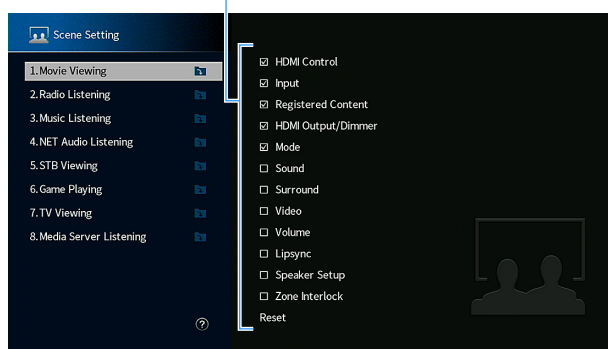 Scene Setting
1.Movie Viewing
2.Radio Listening
3.Music Listening
4.NET Audio Listening
5.STB Viewing
6.Game Playing
7.TV Viewing
8.Media Server Listening
?
HDMI Control
Input
Registered Content
HDMI Output/Dimmer
Mode
Sound
Surround
Video
Volume
Lipsync
Speaker Setup
Zone Interlock
Reset